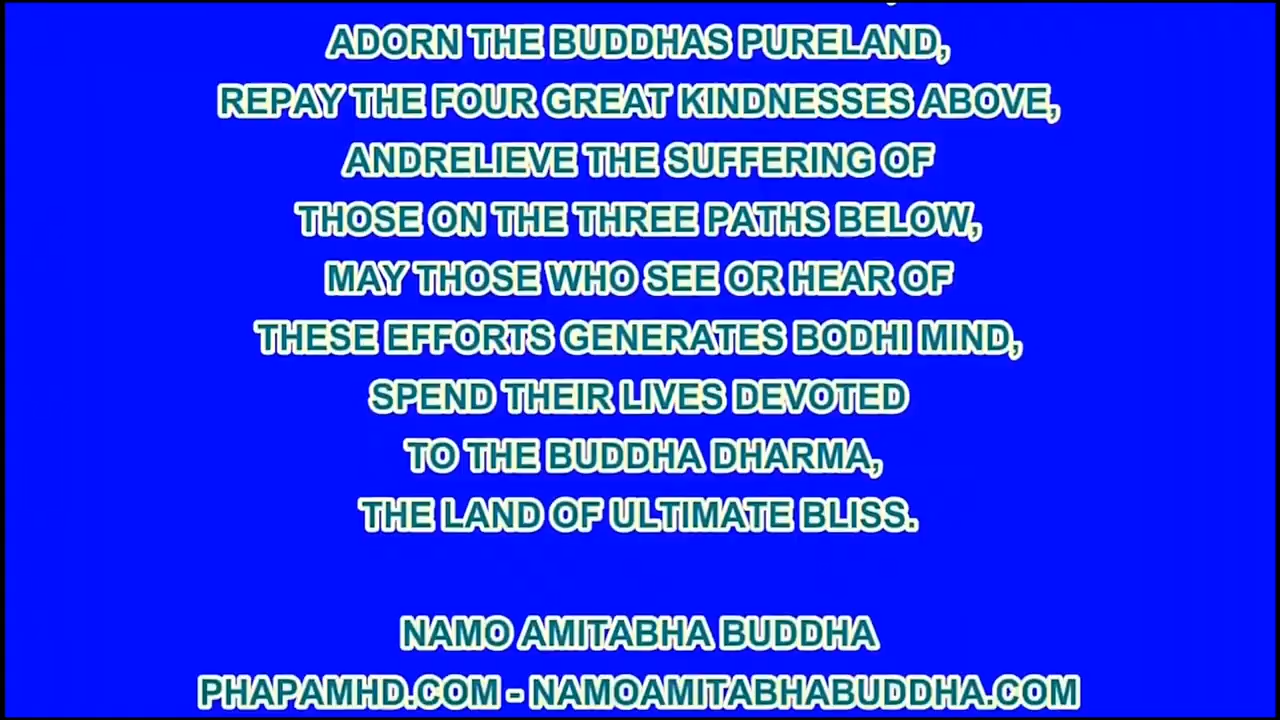 ADORN THE BUDDHAS PURELAND,
REPAY THE FOUR GREAT KINDNESSES ABOVE,
ANDRELIEVE THE SUFFERING OF
THOSE ON THE THREE PATHS BELOW,
MAY THOSE WHO SEE OR HEAR OF
THESE EFFORTS GENERATES BODHI MIND,
SPEND THEIR LIVES DEVOTED
TO THE BUDDHA DHARMA,
THE LAND OF ULTIMATE BLISS.
NAMO AMITABHA BUDDHA
PHAPAMHD.COM - NAMOAMITABHABUDDHA.COM